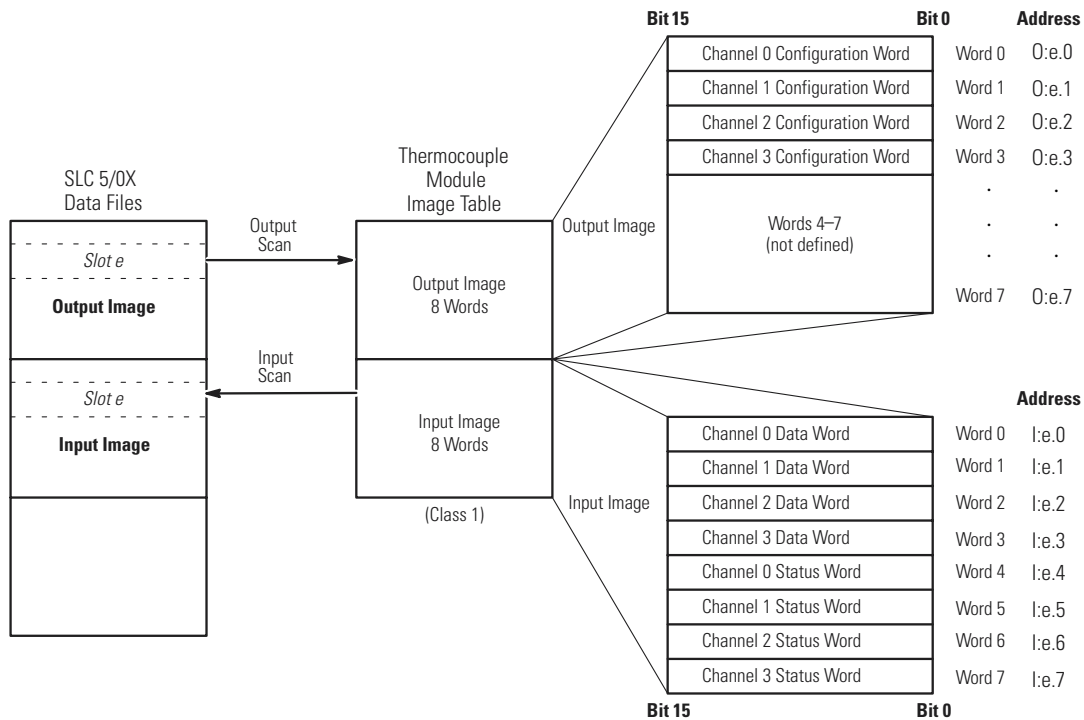 Bit 15 Bit 0 Address
Channel 0 Configuration Word Word 0 O:e.0
Channel 1 Configuration Word Word 1 O:e.1
Channel 2 Configuration Word Word 2 O:e.2
Channel 3 Configuration Word Word 3 O:e.3
SLC 5/0X
Data Files
Thermocouple
Module
Image Table
Output
Scan
Slot e
Output Image
Output Image
8 Words
Output Image
Words 4–7
(not defined)
Word 7 O:e.7
Input
Scan
Slot e
Input Image
Input Image
8 Words
(Class 1)
Input Image
Address
Channel 0 Data Word Word 0 I:e.0
Channel 1 Data Word Word 1 I:e.1
Channel 2 Data Word Word 2 I:e.2
Channel 3 Data Word Word 3 I:e.3
Channel 0 Status Word Word 4 I:e.4
Channel 1 Status Word Word 5 I:e.5
Channel 2 Status Word Word 6 I:e.6
Channel 3 Status Word Word 7 I:e.7
Bit 15 Bit 0